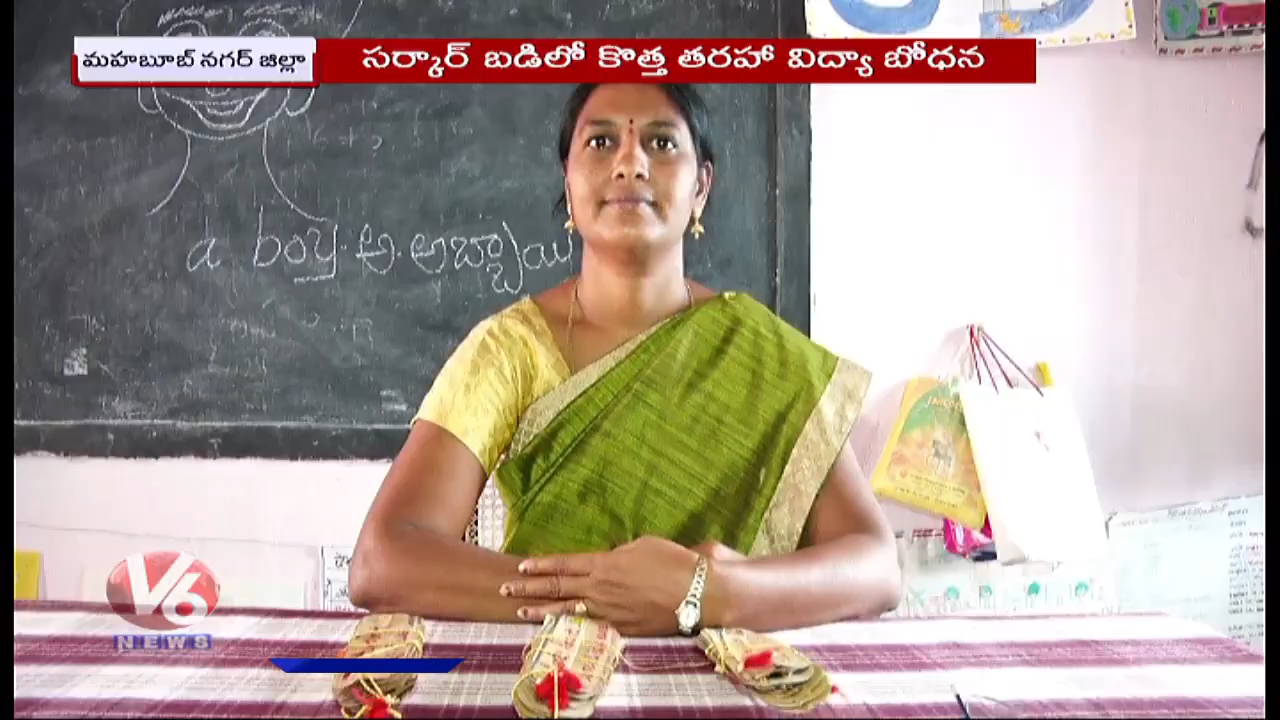 మహబూబ్ నగర్ జిల్లా
సర్కార్ బడిలో కొత్త తరహా విద్యా బోధన
a boy. అ. అబ్బాయి
V6
NEWS